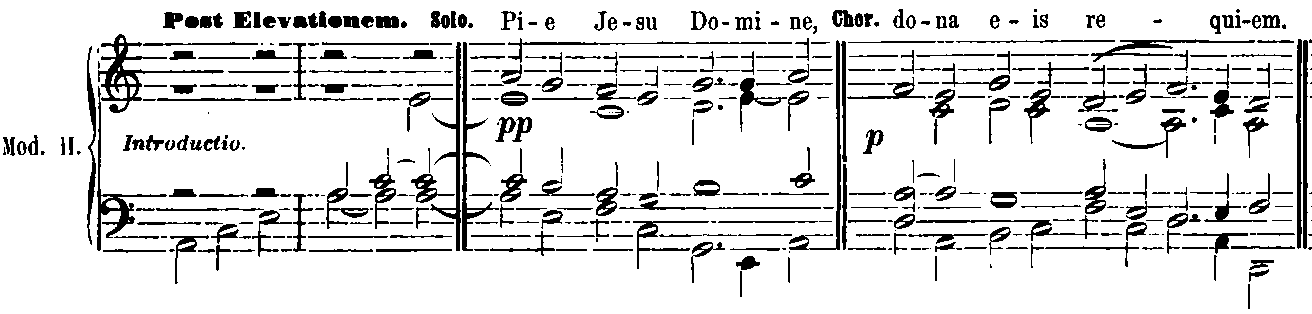 Post Elevationem. Solo. Pi - e Je - su Do - mi - ne, Chor. do - na e - is re - qui - em.
pp
p
Mod. II. Introductio.